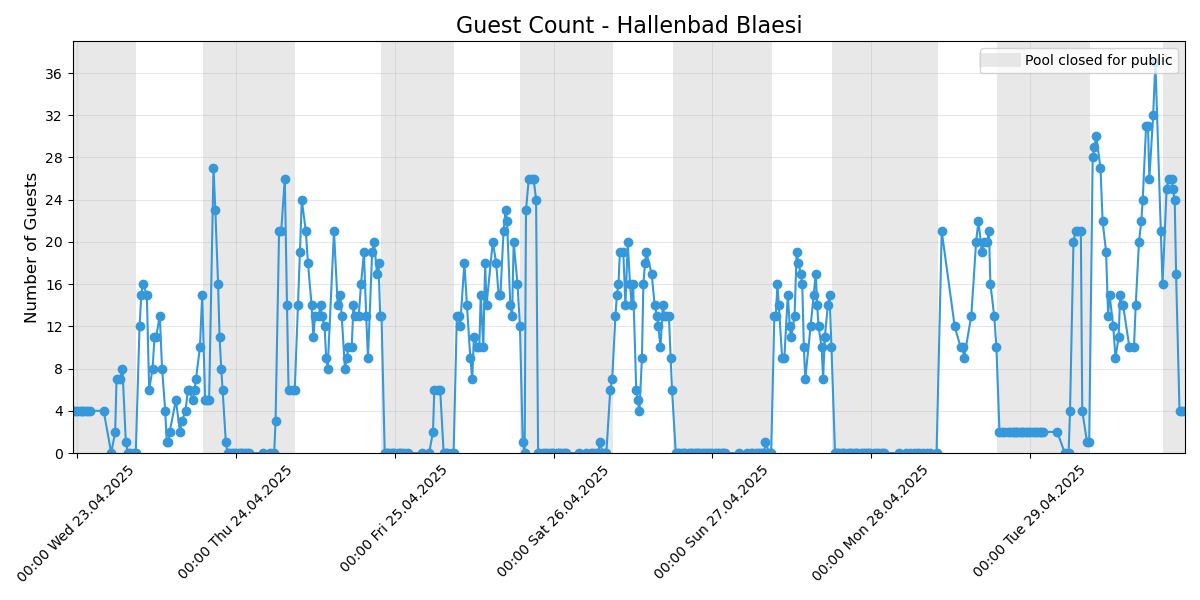 Guest Count - Hallenbad Blaesi
Pool closed for public
Number of Guests
36
32
28
24
20
16
12
8
4
0
00:00 Wed 23.04.2025
00:00 Thu 24.04.2025
00:00 Fri 25.04.2025
00:00 Sat 26.04.2025
00:00 Sun 27.04.2025
00:00 Mon 28.04.2025
00:00 Tue 29.04.2025